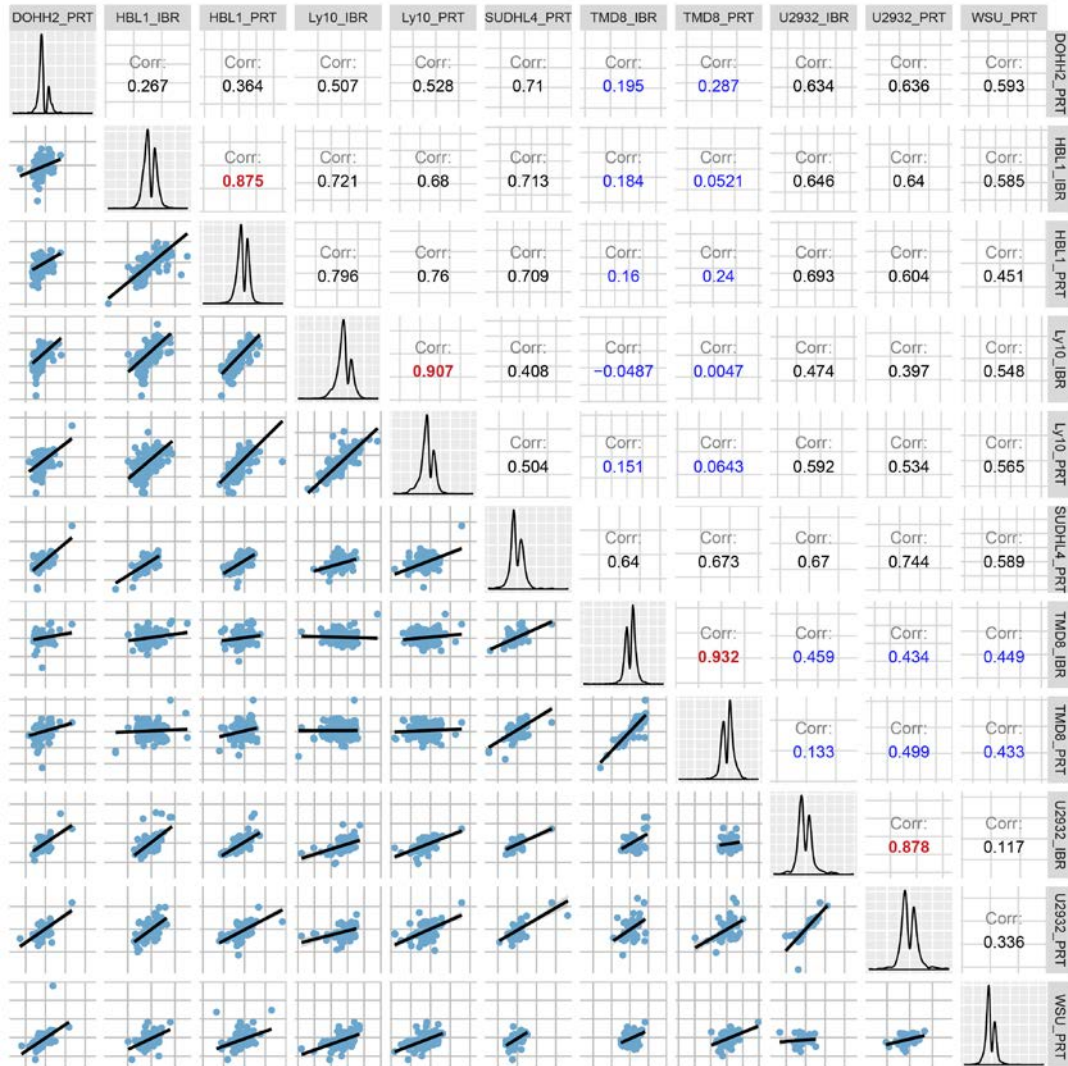 DOHH2_PRT HBL1_IBR HBL1_PRT Ly10_IBR Ly10_PRT SUDHL4_PRT TMD8_IBR TMD8_PRT U2932_IBR U2932_PRT WSU_PRT
Corr: Corr: Corr: Corr: Corr: Corr: Corr: Corr: Corr: Corr:
0.267 0.364 0.507 0.528 0.71 0.195 0.287 0.634 0.636 0.593
DOHH2_PRT
Corr: Corr: Corr: Corr: Corr: Corr: Corr: Corr: Corr:
0.875 0.721 0.68 0.713 0.184 0.0521 0.646 0.64 0.585
HBL1_IBR
Corr: Corr: Corr: Corr: Corr: Corr: Corr: Corr:
0.796 0.76 0.709 0.16 0.24 0.693 0.604 0.451
HBL1_PRT
Corr: Corr: Corr: Corr: Corr: Corr: Corr:
0.907 0.408 −0.0487 0.0047 0.474 0.397 0.548
Ly10_IBR
Corr: Corr: Corr: Corr: Corr: Corr:
0.504 0.151 0.0643 0.592 0.534 0.565
Ly10_PRT
Corr: Corr: Corr: Corr: Corr:
0.64 0.673 0.67 0.744 0.589
SUDHL4_PRT
Corr: Corr: Corr: Corr:
0.932 0.459 0.434 0.449
TMD8_IBR
Corr: Corr: Corr:
0.133 0.499 0.433
TMD8_PRT
Corr: Corr:
0.878 0.117
U2932_IBR
Corr:
0.336
U2932_PRT
WSU_PRT